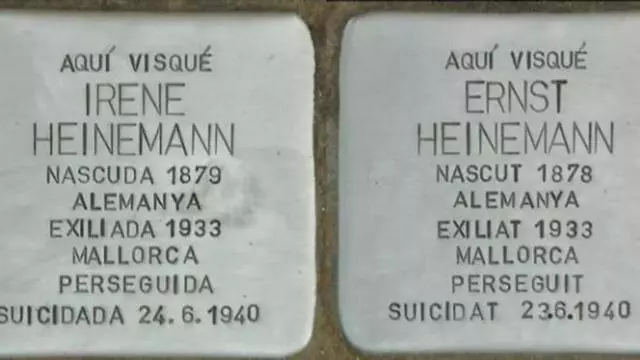 AQUÍ VISQUÉ
IRENE
HEINEMANN
NASCUDA 1879
ALEMANYA
EXILIADA 1933
MALLORCA
PERSEGUIDA
SUICIDADA 24.6.1940
AQUÍ VISQUÉ
ERNST
HEINEMANN
NASCUT 1878
ALEMANYA
EXILIAT 1933
MALLORCA
PERSEGUIT
SUICIDAT 23.6.1940